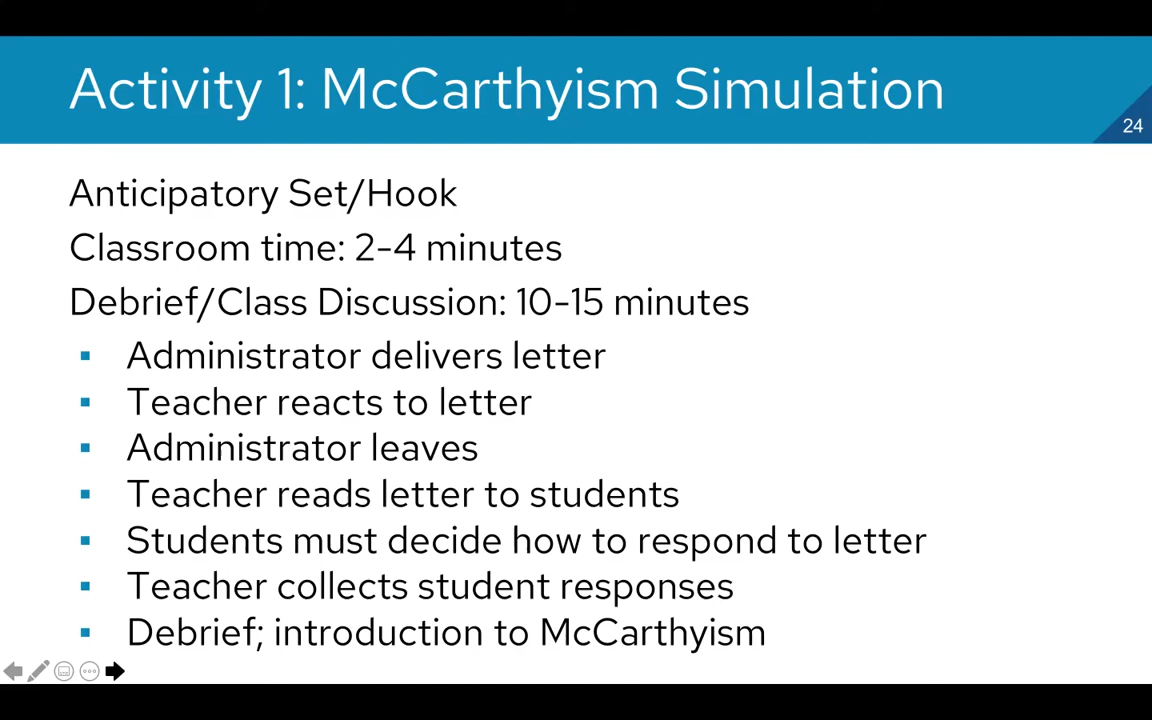 Activity 1: McCarthyism Simulation
24
Anticipatory Set/Hook
Classroom time: 2-4 minutes
Debrief/Class Discussion: 10-15 minutes
▪ Administrator delivers letter
▪ Teacher reacts to letter
▪ Administrator leaves
▪ Teacher reads letter to students
▪ Students must decide how to respond to letter
▪ Teacher collects student responses
▪ Debrief; introduction to McCarthyism